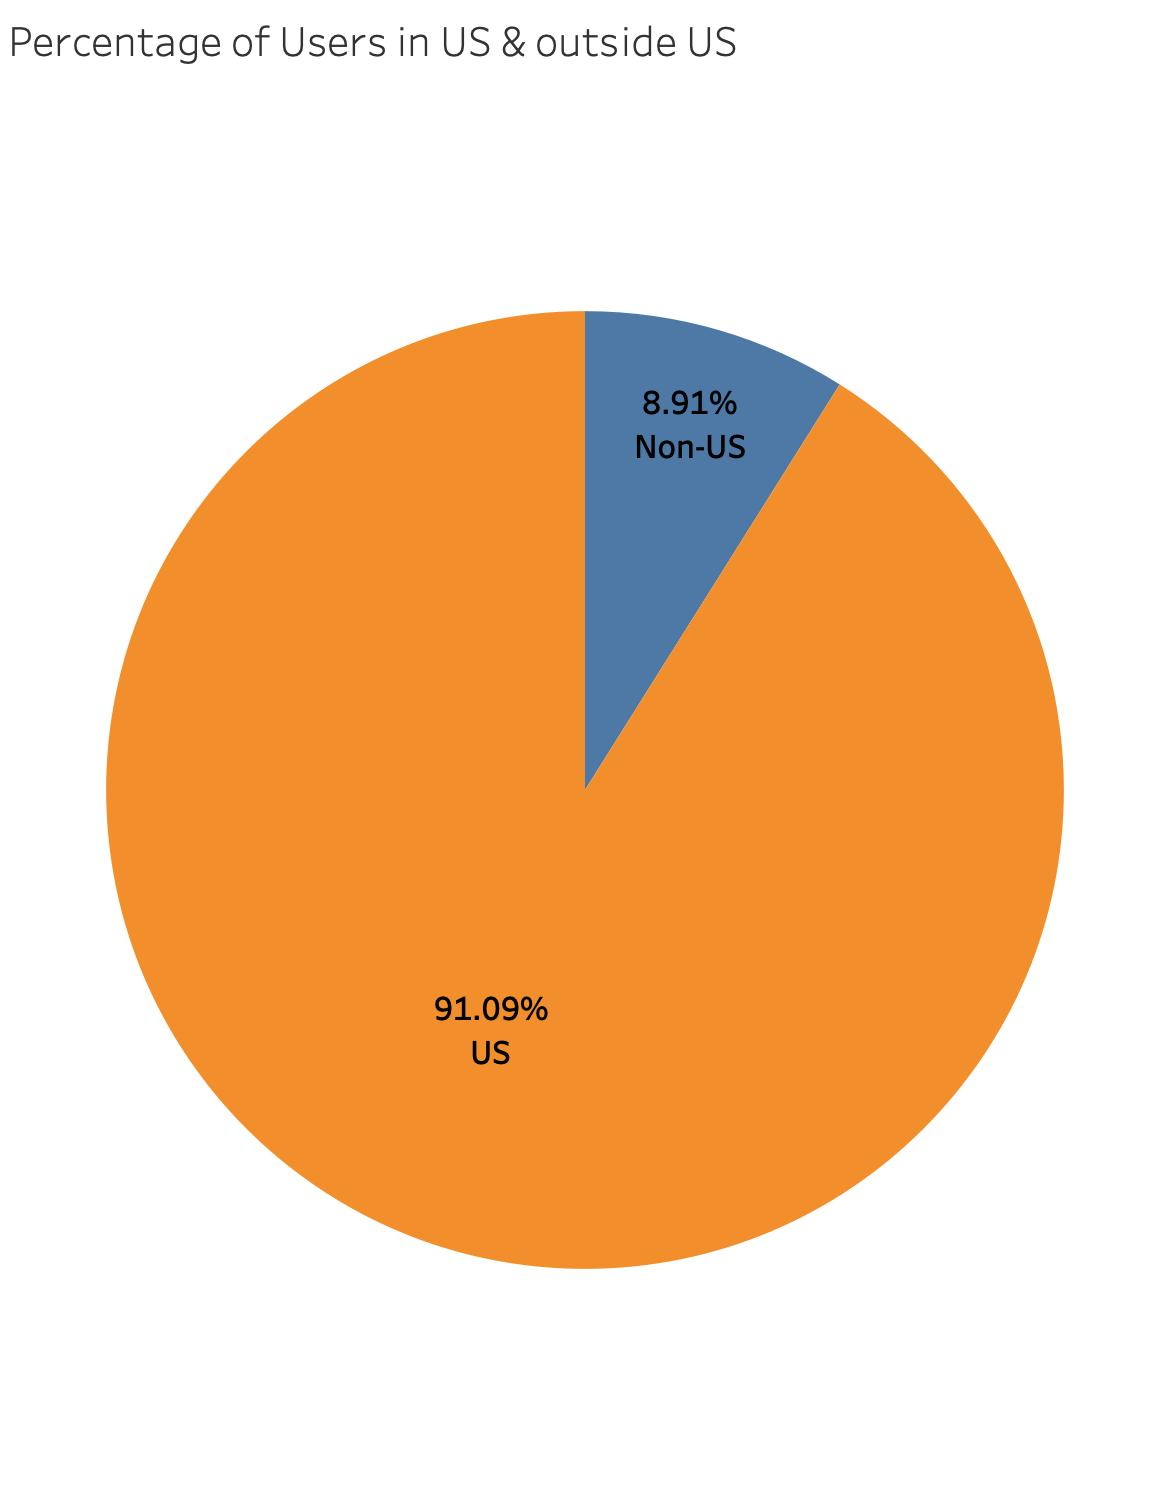 Percentage of Users in US & outside US
8.91%
Non-US
91.09%
US